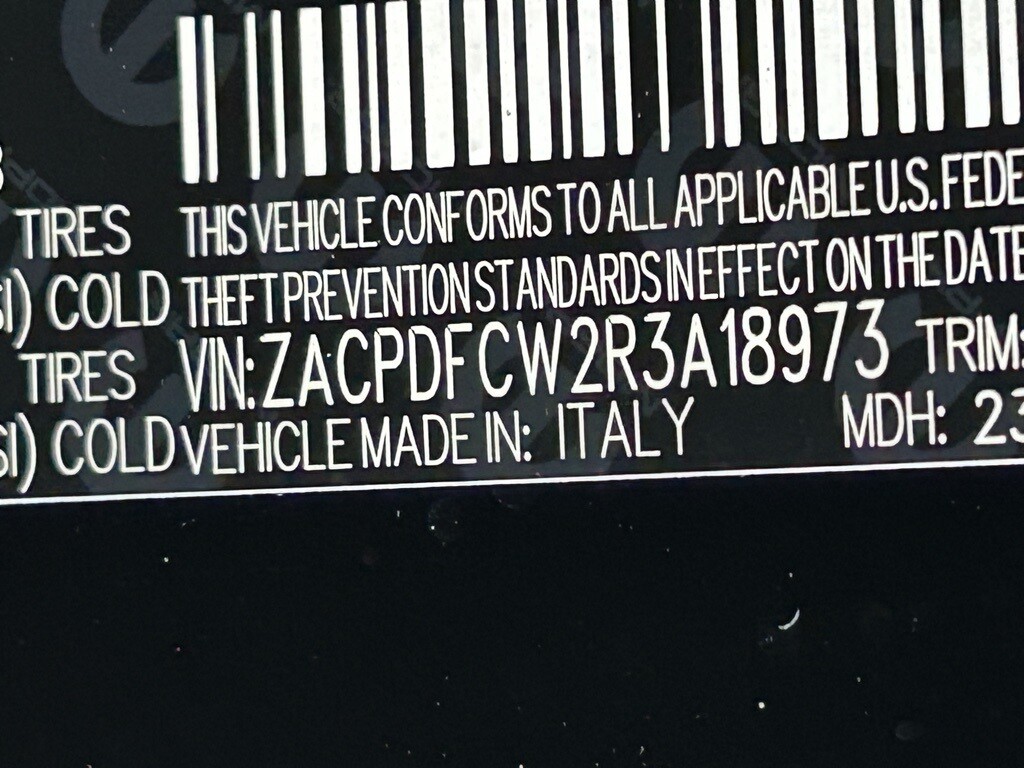 TIRES THIS VEHICLE CONFORMS TO ALL APPLICABLE U.S. FEDE
SI) COLD THEFT PREVENTION STANDARDS IN EFFECT ON THE DATE
TIRES VIN: ZACPDFCW2R3A18973 TRIM:
SI) COLD VEHICLE MADE IN: ITALY MDH: 23